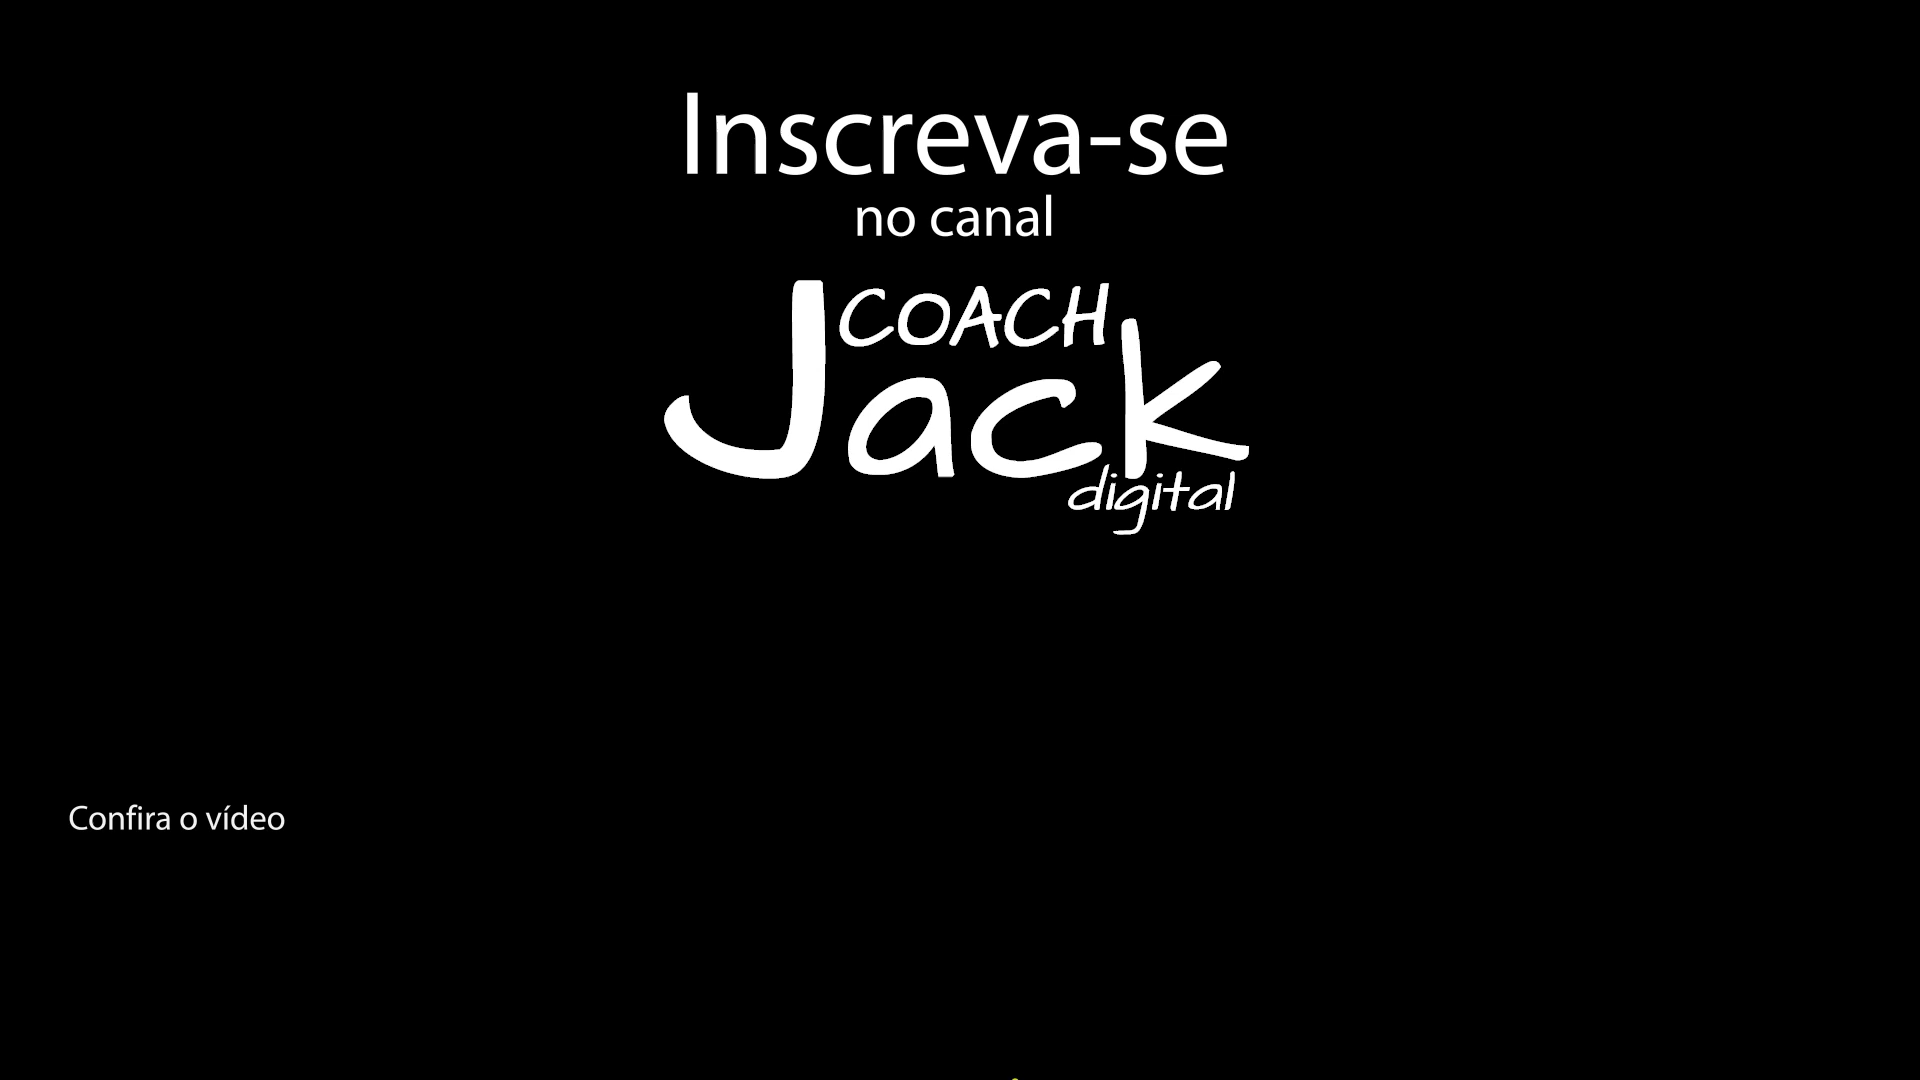 Inscreva-se
no canal
COACH
Jack
digital
Confira o vídeo